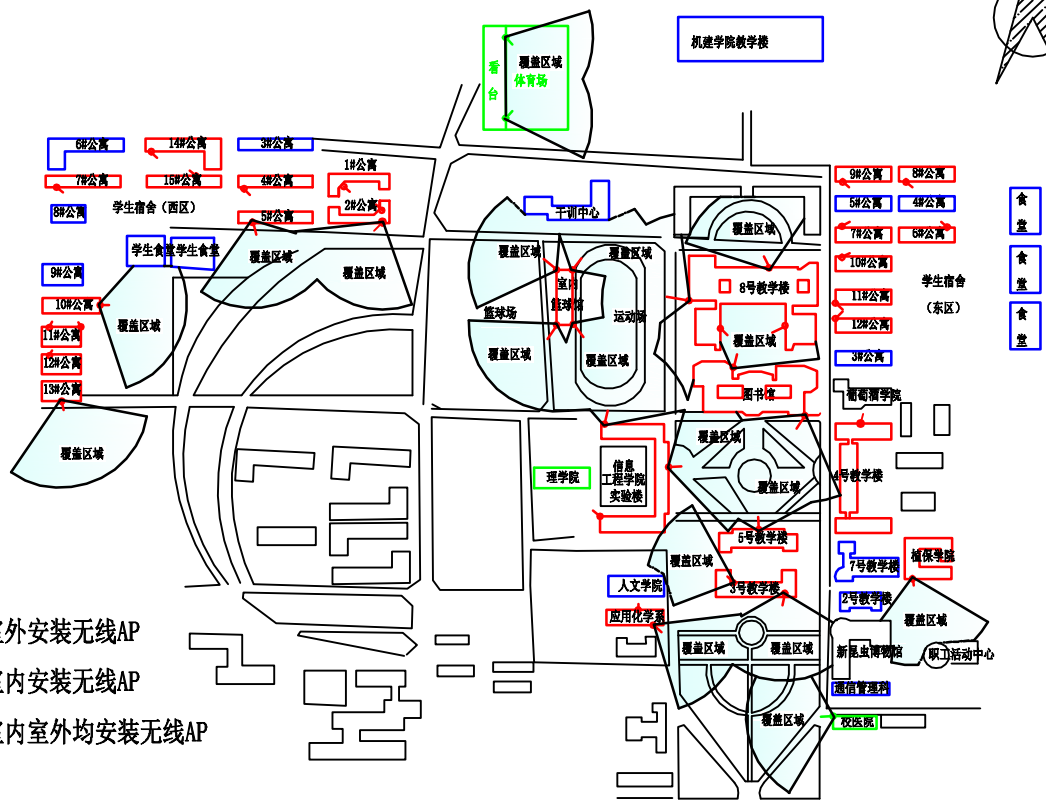 机建学院教学楼
覆盖区域
看台
体育场
6#公寓
14#公寓
3#公寓
1#公寓
7#公寓
15#公寓
4#公寓
2#公寓
8#公寓
学生宿舍（西区）
5#公寓
9#公寓
8#公寓
5#公寓
4#公寓
7#公寓
6#公寓
食堂
干训中心
覆盖区域
学生食堂
学生食堂
覆盖区域
覆盖区域
覆盖区域
覆盖区域
10#公寓
食堂
9#公寓
室内
篮球馆
8号教学楼
11#公寓
学生宿舍
（东区）
10#公寓
覆盖区域
篮球场
运动场
12#公寓
食堂
11#公寓
覆盖区域
覆盖区域
覆盖区域
3#公寓
12#公寓
13#公寓
图书馆
葡萄酒学院
覆盖区域
覆盖区域
信息
工程学院
实验楼
理学院
覆盖区域
4号教学楼
5号教学楼
覆盖区域
7号教学楼
植保学院
人文学院
3号教学楼
2号教学楼
应用化学系
覆盖区域
室外安装无线AP
覆盖区域
覆盖区域
新昆虫博物馆
职工活动中心
室内安装无线AP
通信管理科
覆盖区域
校医院
室内室外均安装无线AP